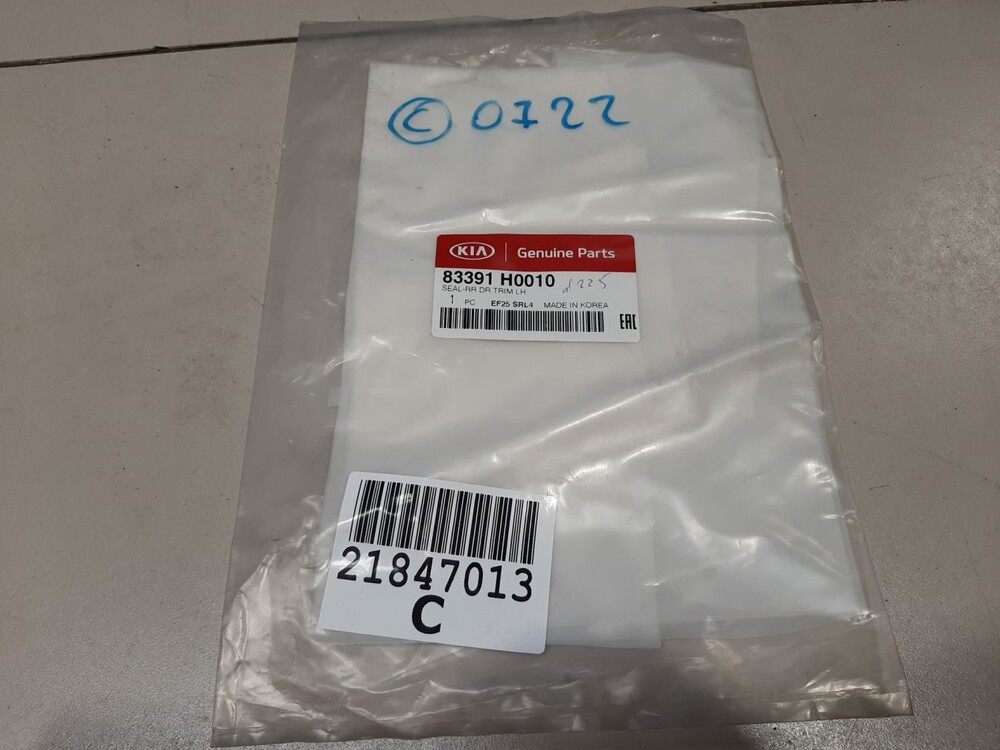 C 0722
KIA Genuine Parts
83391 H0010
SEAL-RR DR TRIM LH
1 PC EF25 SRL4 MADE IN KOREA
EAC
21847013
C